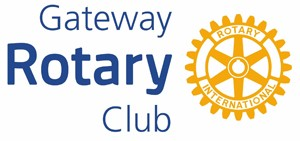 Gateway
Rotary
Club
ROTARY
INTERNATIONAL